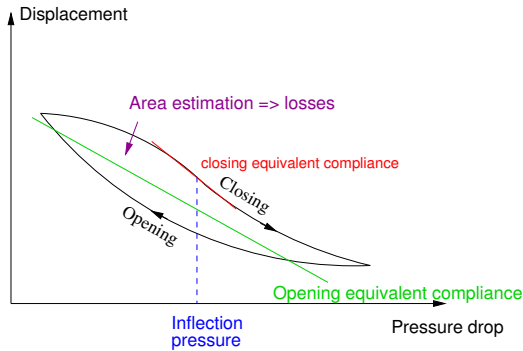 Displacement
Area estimation => losses
closing equivalent compliance
Closing
Opening
Opening equivalent compliance
Inflection
pressure
Pressure drop